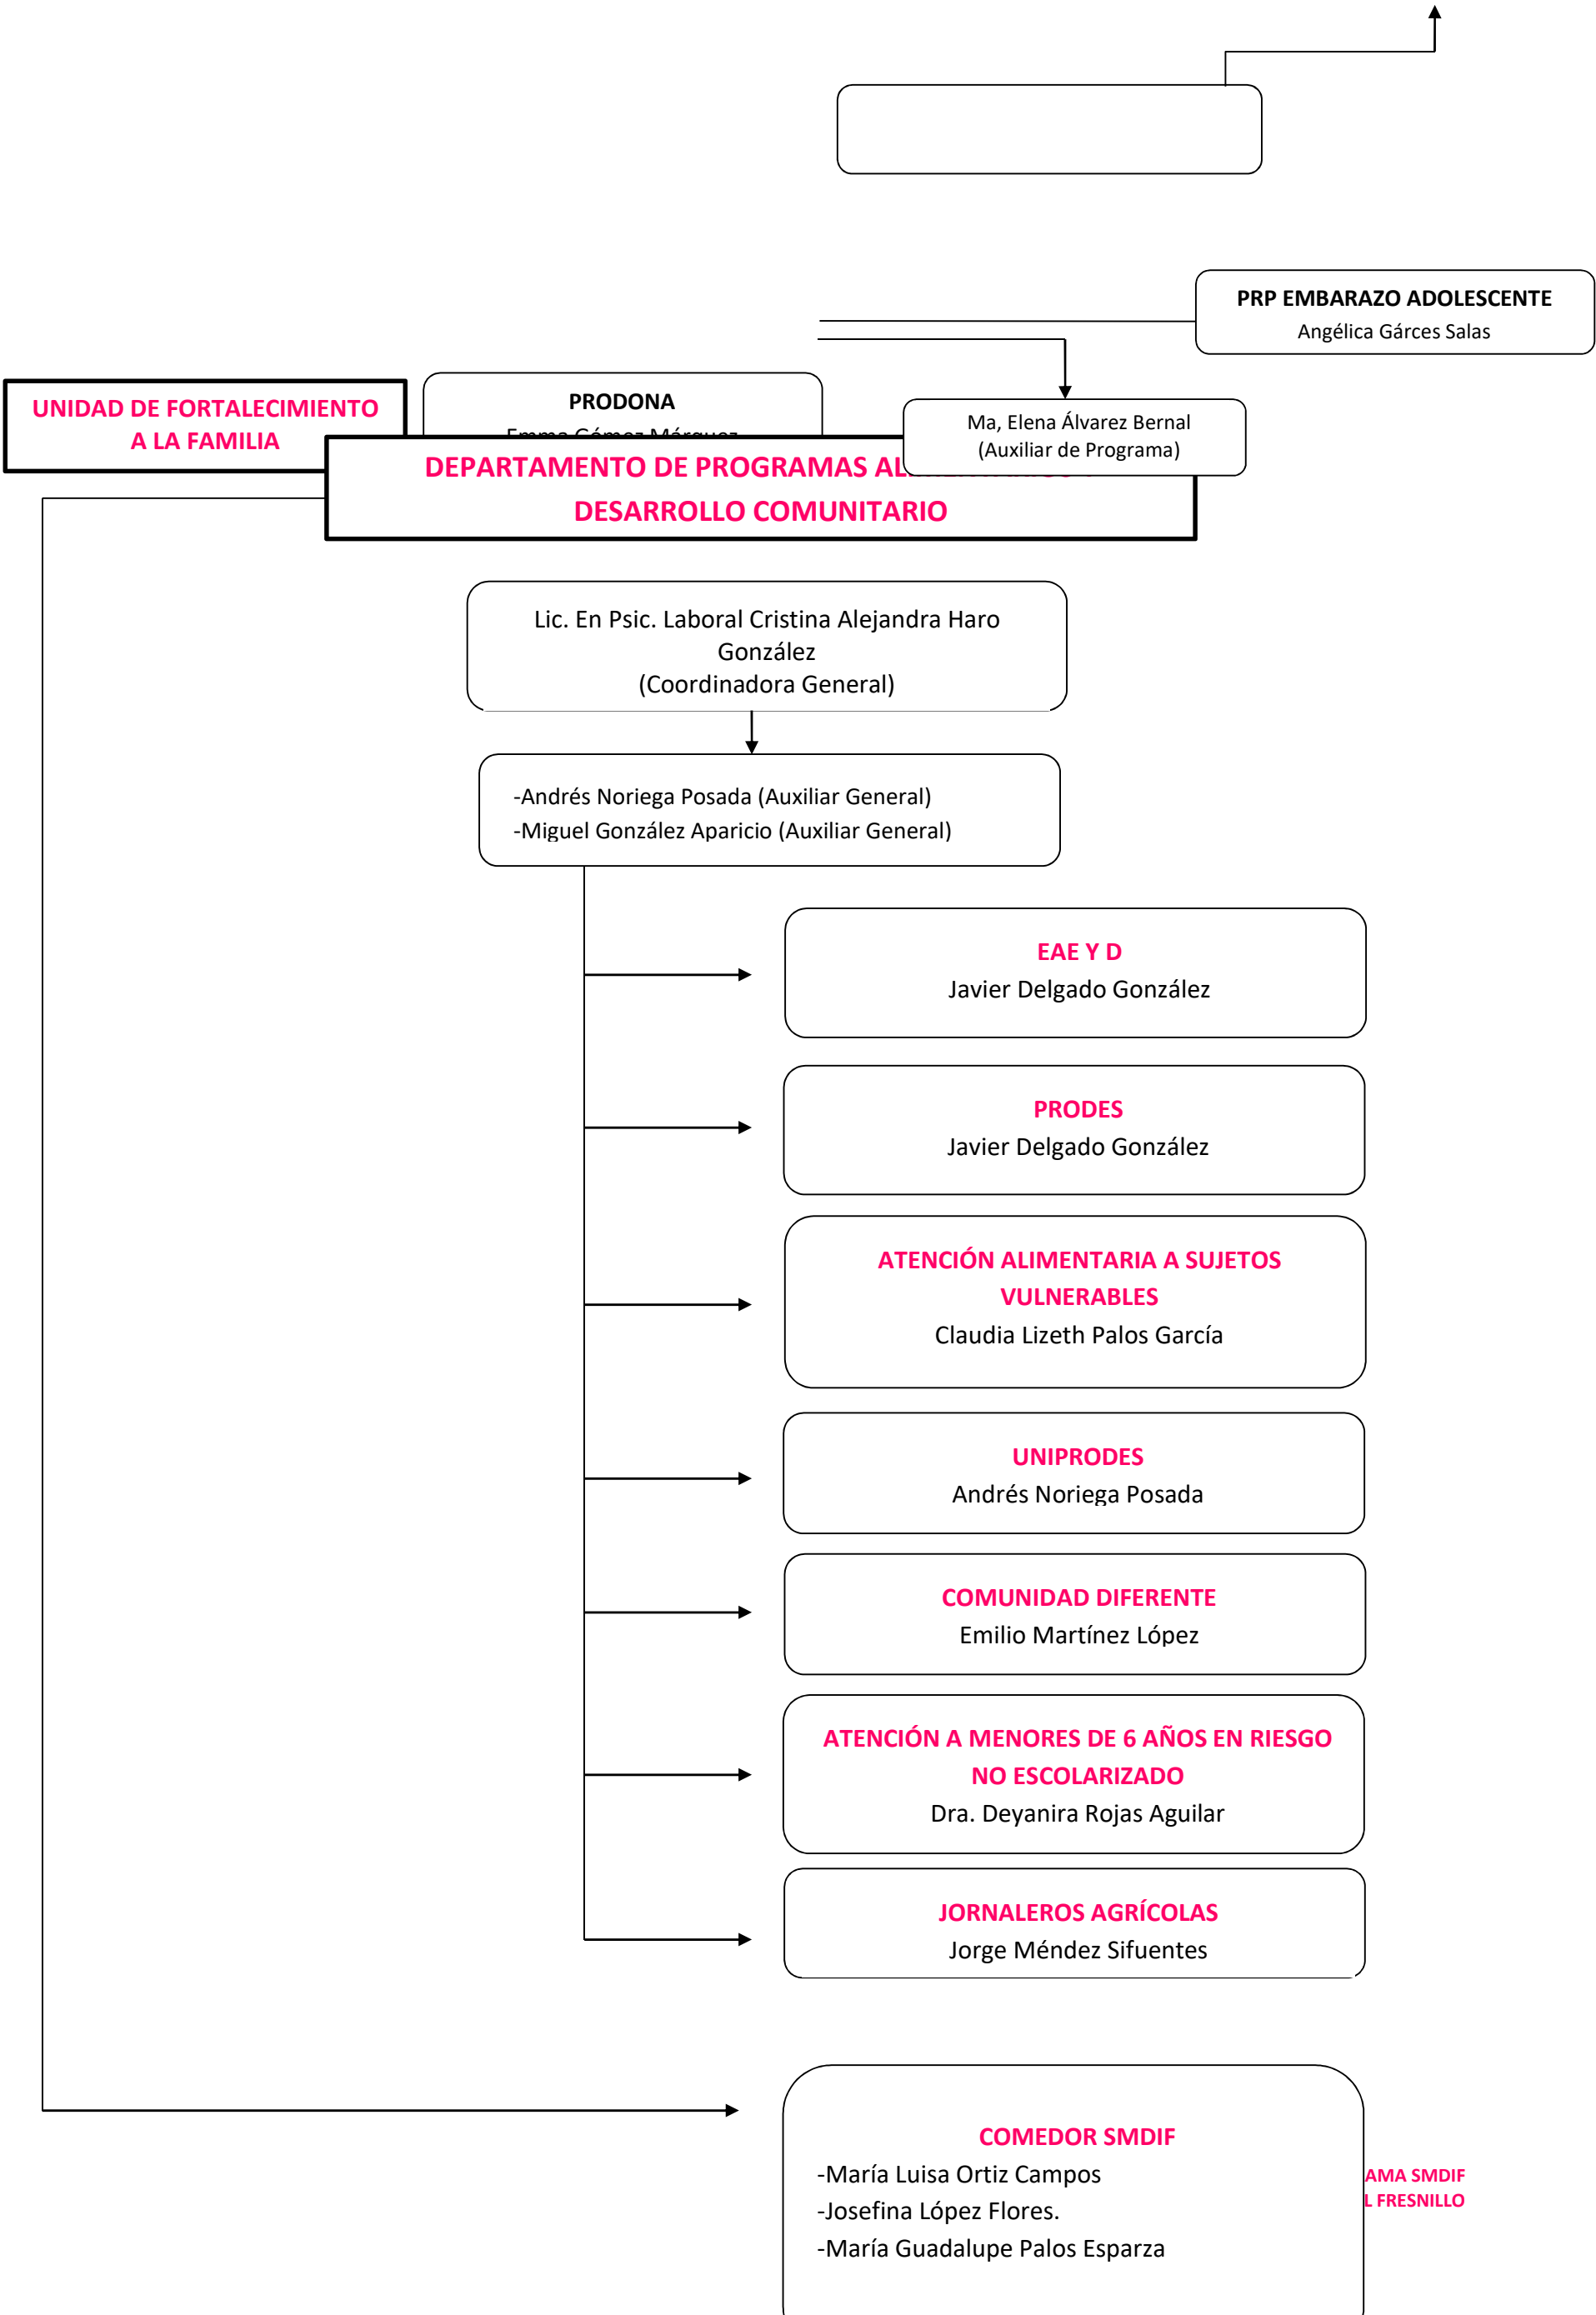 PRP EMBARAZO ADOLESCENTE
Angélica Gárces Salas
UNIDAD DE FORTALECIMIENTO
A LA FAMILIA
PRODONA
Emma Gómez Márquez
Ma, Elena Álvarez Bernal
(Auxiliar de Programa)
DEPARTAMENTO DE PROGRAMAS
DESARROLLO COMUNITARIO
Lic. En Psic. Laboral Cristina Alejandra Haro
González
(Coordinadora General)
-Andrés Noriega Posada (Auxiliar General)
-Miguel González Aparicio (Auxiliar General)
EAE Y D
Javier Delgado González
PRODES
Javier Delgado González
ATENCIÓN ALIMENTARIA A SUJETOS
VULNERABLES
Claudia Lizeth Palos García
UNIPRODES
Andrés Noriega Posada
COMUNIDAD DIFERENTE
Emilio Martínez López
ATENCIÓN A MENORES DE 6 AÑOS EN RIESGO
NO ESCOLARIZADO
Dra. Deyanira Rojas Aguilar
JORNALEROS AGRÍCOLAS
Jorge Méndez Sifuentes
COMEDOR SMDIF
-María Luisa Ortiz Campos
-Josefina López Flores.
-María Guadalupe Palos Esparza
AMA SMDIF
L FRESNILLO